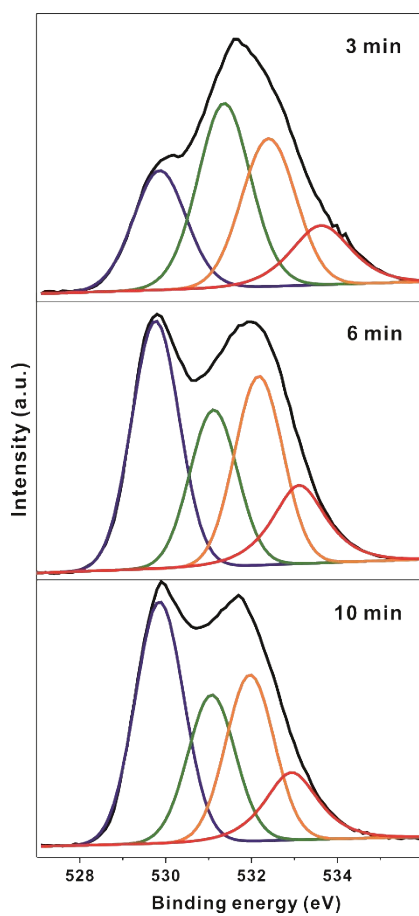 3 min
6 min
10 min
Intensity (a.u.)
528 530 532 534
Binding energy (eV)